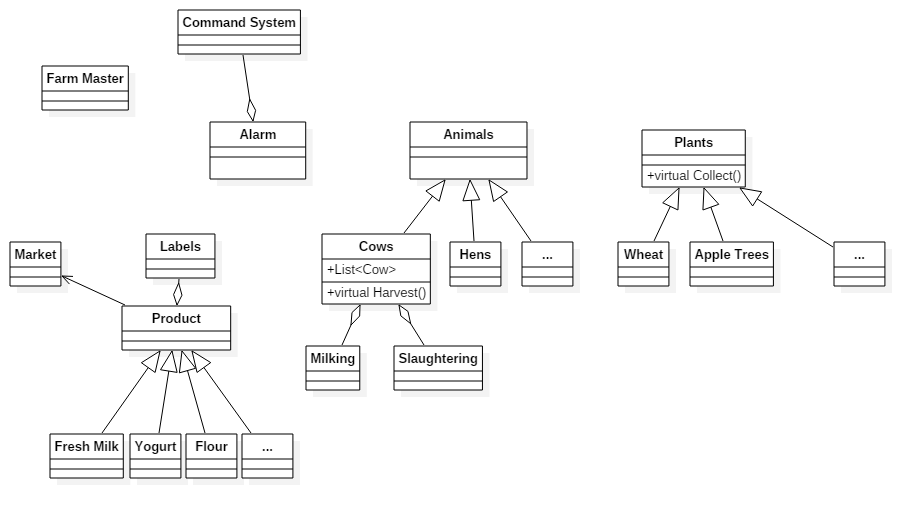 Command System
Farm Master
Alarm
Animals
Plants
+virtual Collect()
Market
Labels
Cows
+List<Cow>
+virtual Harvest()
Hens
...
Wheat
Apple Trees
...
Product
Milking
Slaughtering
Fresh Milk
Yogurt
Flour
...